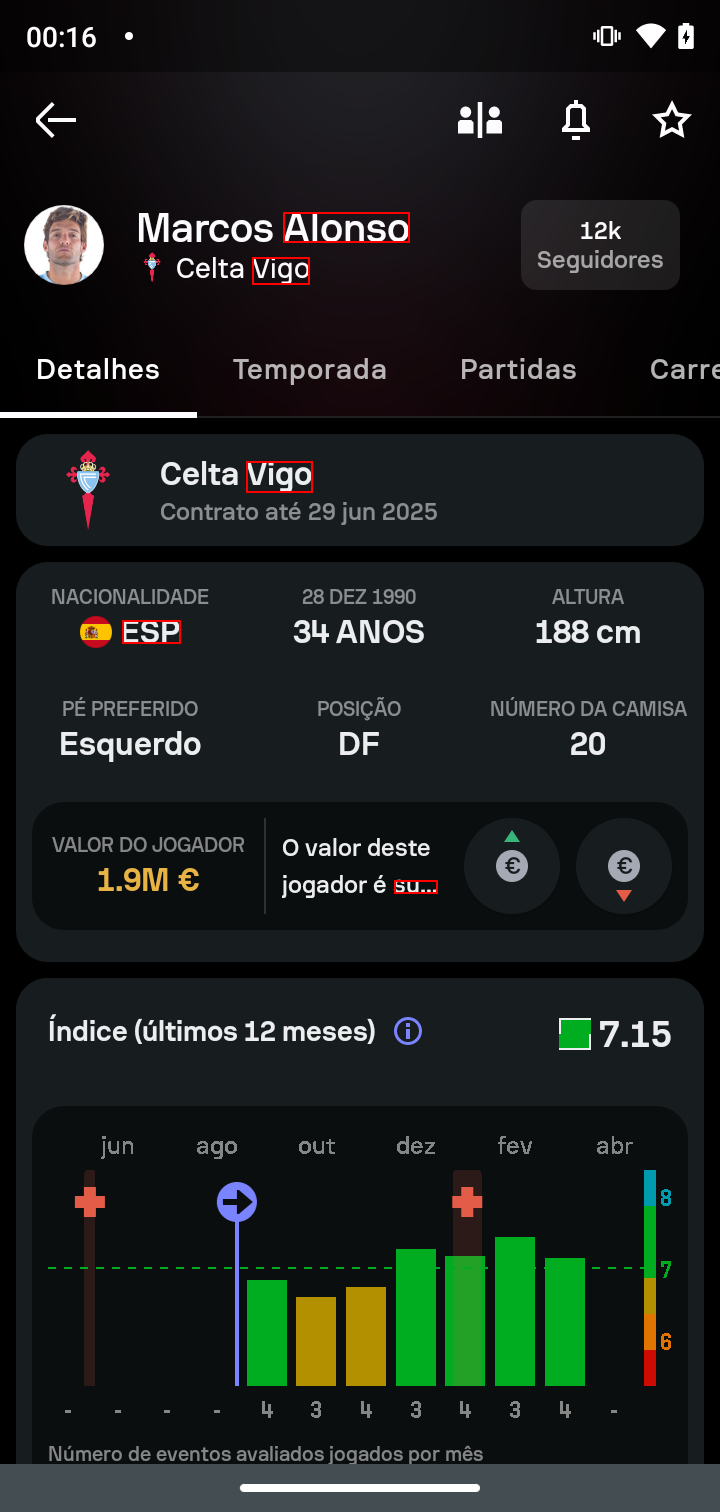 00:16
Marcos Alonso
Celta Vigo
12k
Seguidores
Detalhes Temporada Partidas Carre
Celta Vigo
Contrato até 29 jun 2025
NACIONALIDADE 28 DEZ 1990 ALTURA
ESP 34 ANOS 188 cm
PÉ PREFERIDO POSIÇÃO NÚMERO DA CAMISA
Esquerdo DF 20
VALOR DO JOGADOR
1.9M €
O valor deste
jogador é su...
€ €
Índice (últimos 12 meses) 7.15
jun ago out dez fev abr
8
7
6
- - - - 4 3 4 3 4 3 4 -
Número de eventos avaliados jogados por mês